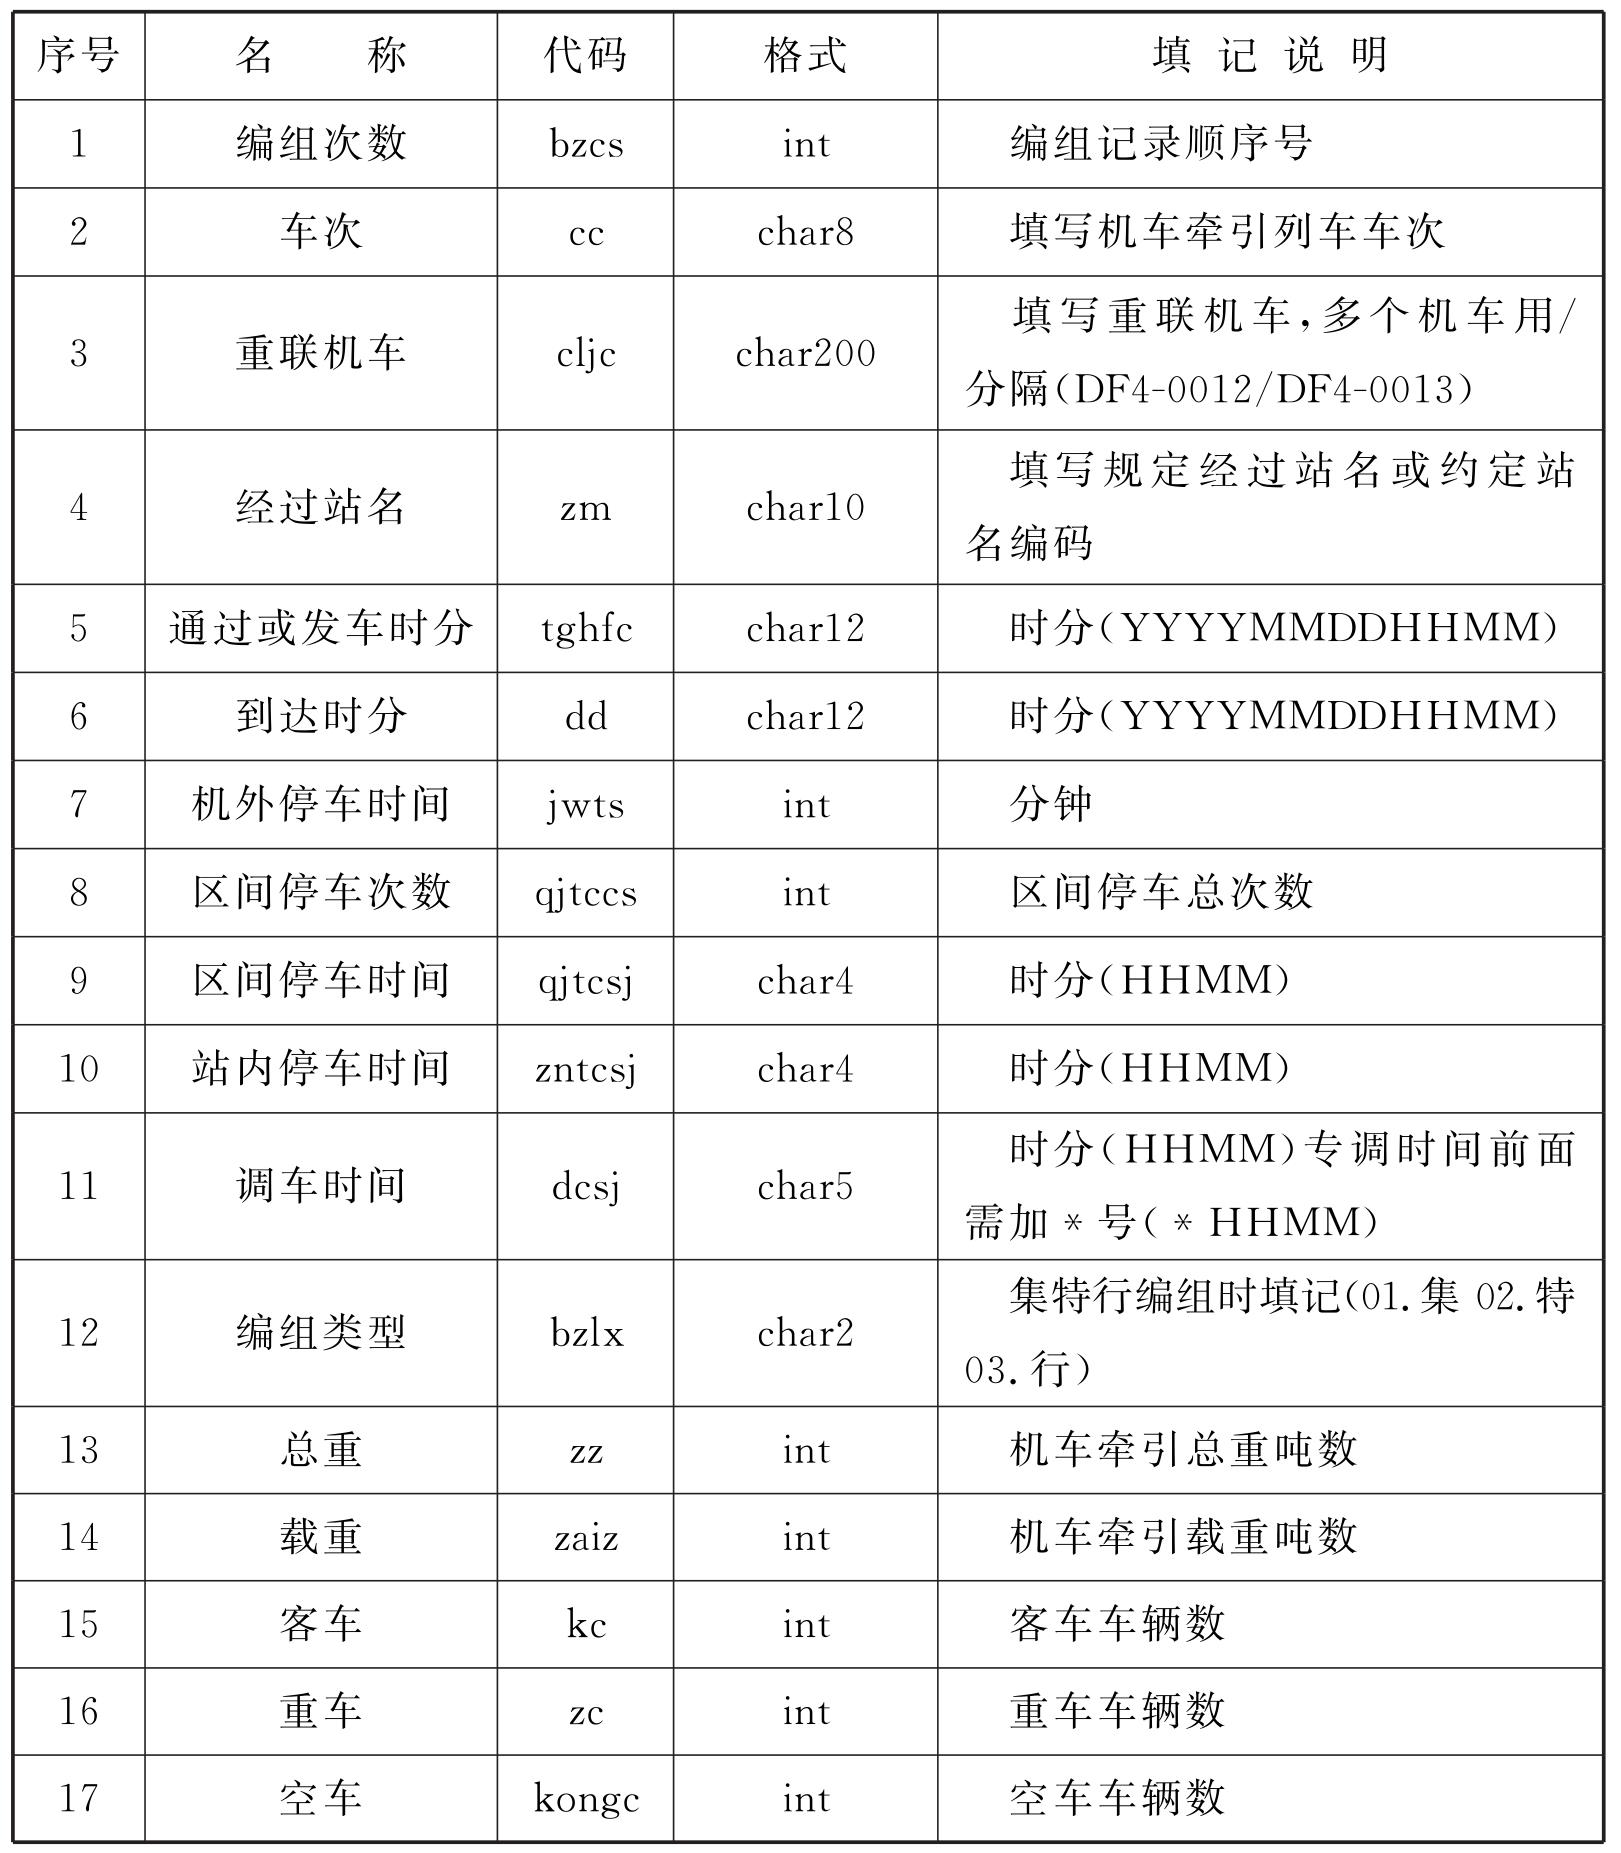 序号 名 称 代码 格式 填记说明
1 编组次数 bzcs int 编组记录顺序号
2 车次 cc char8 填写机车牵引列车车次
3 重联机车 cljc char200 填写重联机车,多个机车用/
分隔(DF4-0012/DF4-0013)
4 经过站名 zm char10 填写规定经过站名或约定站
名编码
5 通过或发车时分 tghfc char12 时分(YYYYMMDDHHMM)
6 到达时分 dd char12 时分(YYYYMMDDHHMM)
7 机外停车时间 jwts int 分钟
8 区间停车次数 qjtccs int 区间停车总次数
9 区间停车时间 qjtcsj char4 时分(HHMM)
10 站内停车时间 zntcsj char4 时分(HHMM)
11 调车时间 dcsj char5 时分(HHMM)专调时间前面
需加*号(*HHMM)
12 编组类型 bzlx char2 集特行编组时填记(01.集 02.特
03.行)
13 总重 zz int 机车牵引总重吨数
14 载重 zaiz int 机车牵引载重吨数
15 客车 kc int 客车车辆数
16 重车 zc int 重车车辆数
17 空车 kongc int 空车车辆数